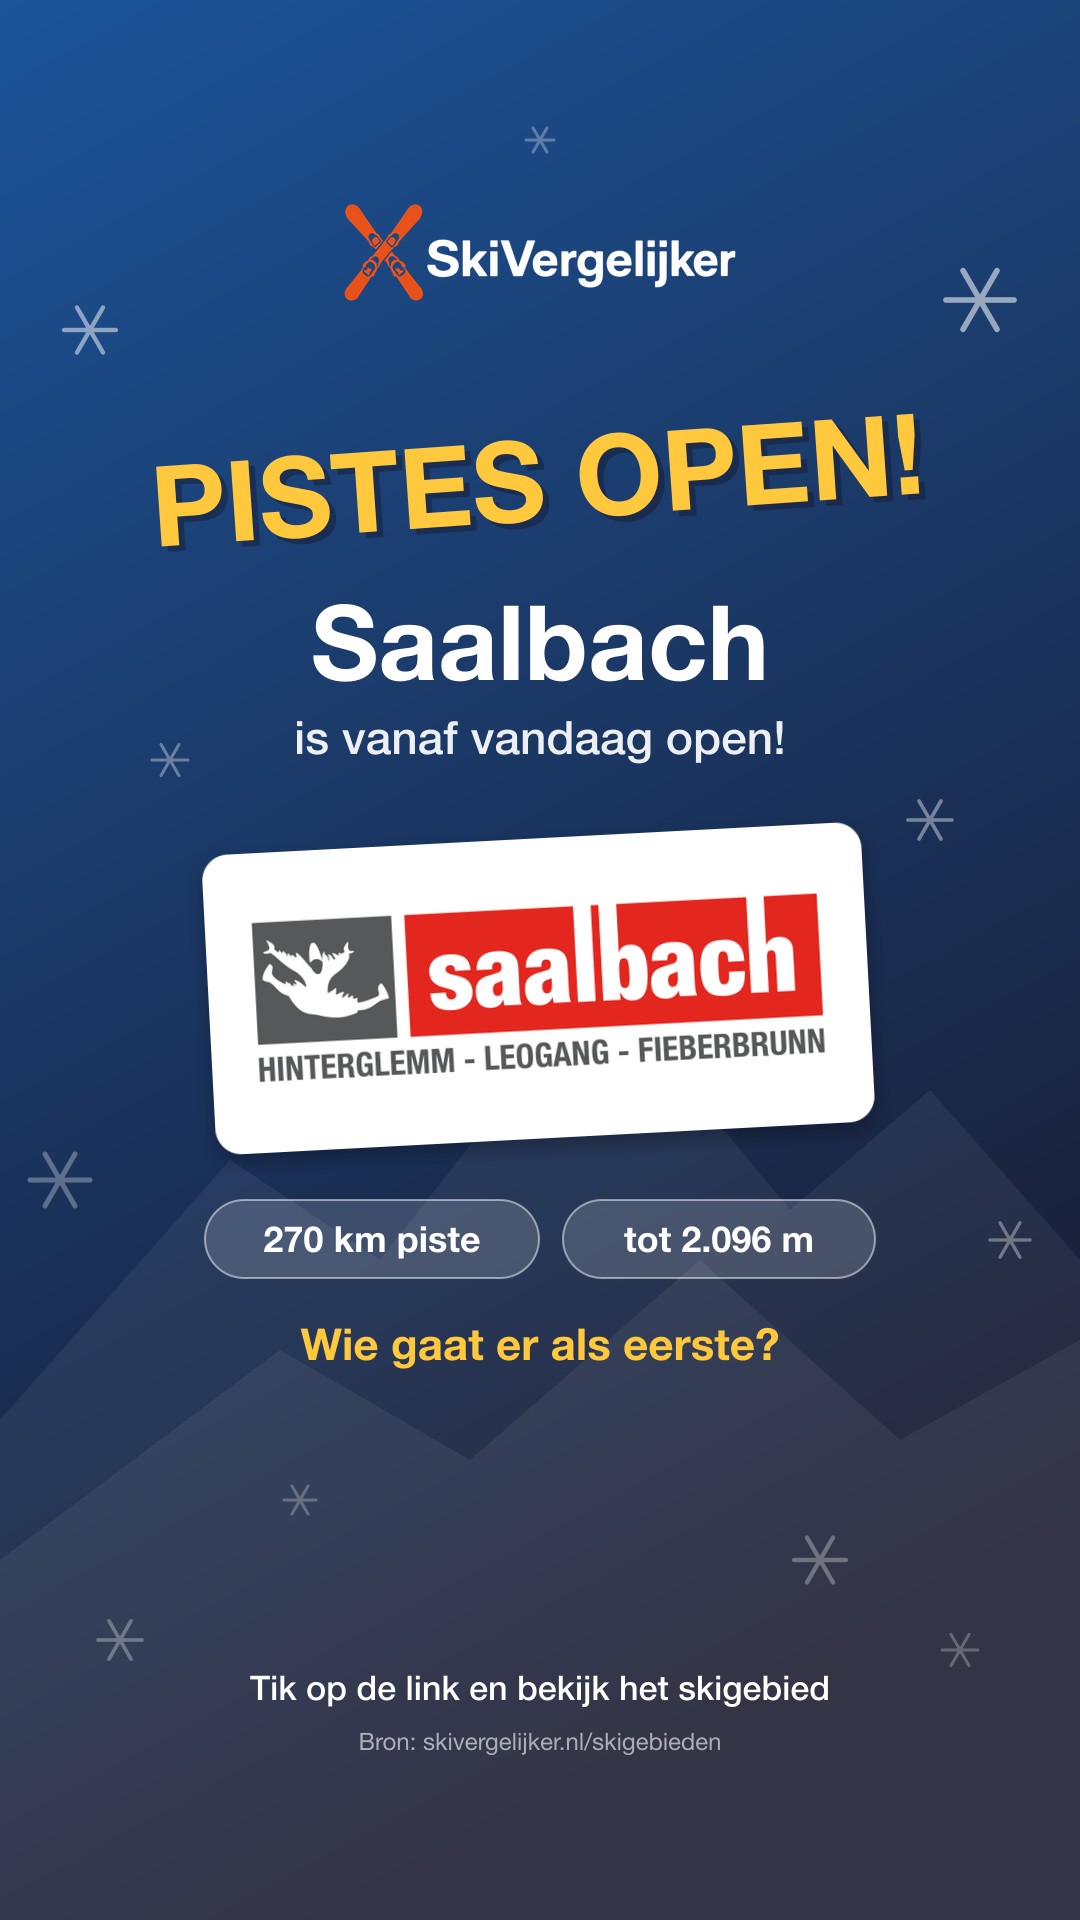 SkiVergelijker
PISTES OPEN!
Saalbach
is vanaf vandaag open!
saalbach
HINTERGLEMM - LEOGANG - FIEBERBRUNN
270 km piste
tot 2.096 m
Wie gaat er als eerste?
Tik op de link en bekijk het skigebied
Bron: skivergelijker.nl/skigebieden